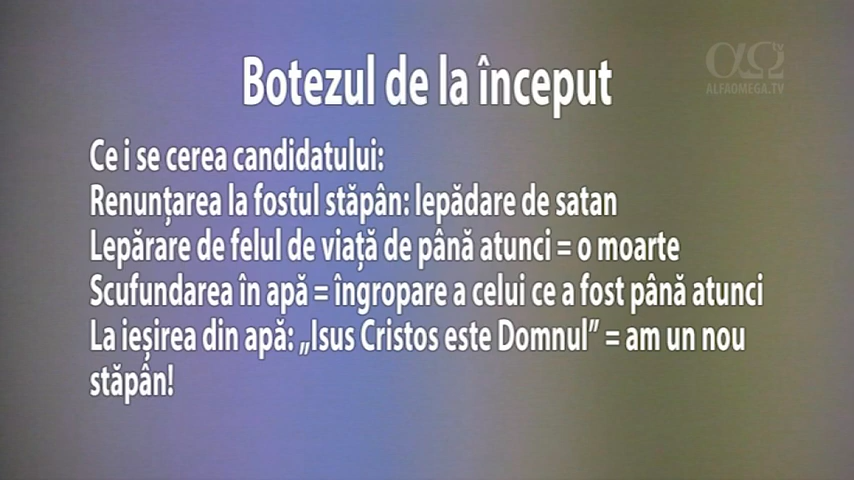 Botezul de la început
αΩ tv
ALFAOMEGA.TV
Ce i se cerea candidatului:
Renunțarea la fostul stăpân: lepădare de satan
Lepărare de felul de viață de până atunci = o moarte
Scufundarea în apă = îngropare a celui ce a fost până atunci
La ieșirea din apă: „Isus Cristos este Domnul” = am un nou
stăpân!